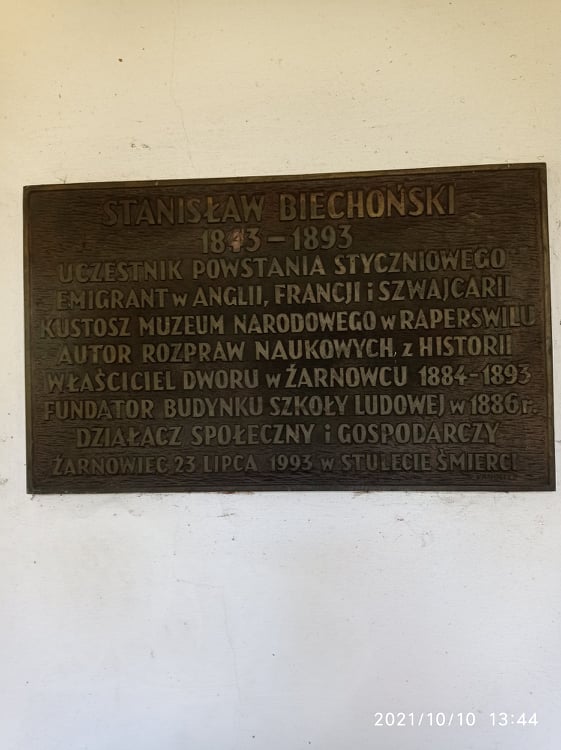 STANISŁAW BIECHOŃSKI
1843-1893
UCZESTNIK POWSTANIA STYCZNIOWEGO
EMIGRANT w ANGLII, FRANCJI i SZWAJCARII
KUSTOSZ MUZEUM NARODOWEGO w RAPERSWILU
AUTOR ROZPRAW NAUKOWYCH z HISTORII
WŁAŚCICIEL DWORU w ŻARNOWCU 1884-1893
FUNDATOR BUDYNKU SZKOŁY LUDOWEJ w 1886 r.
DZIAŁACZ SPOŁECZNY i GOSPODARCZY
ŻARNOWIEC 23 LIPCA 1993 w STULECIE ŚMIERCI
2021/10/10 13:44